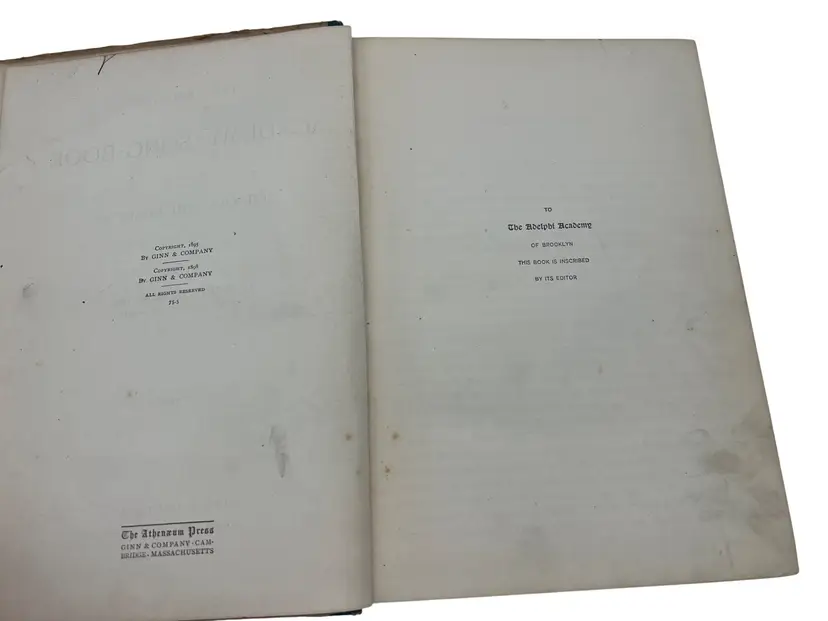 COPYRIGHT, 1895
BY GINN & COMPANY
COPYRIGHT, 1898
BY GINN & COMPANY
ALL RIGHTS RESERVED
The Athenæum Press
GINN & COMPANY · CAM-
BRIDGE · MASSACHUSETTS
TO
The Adelphi Academy
OF BROOKLYN
THIS BOOK IS INSCRIBED
BY ITS EDITOR